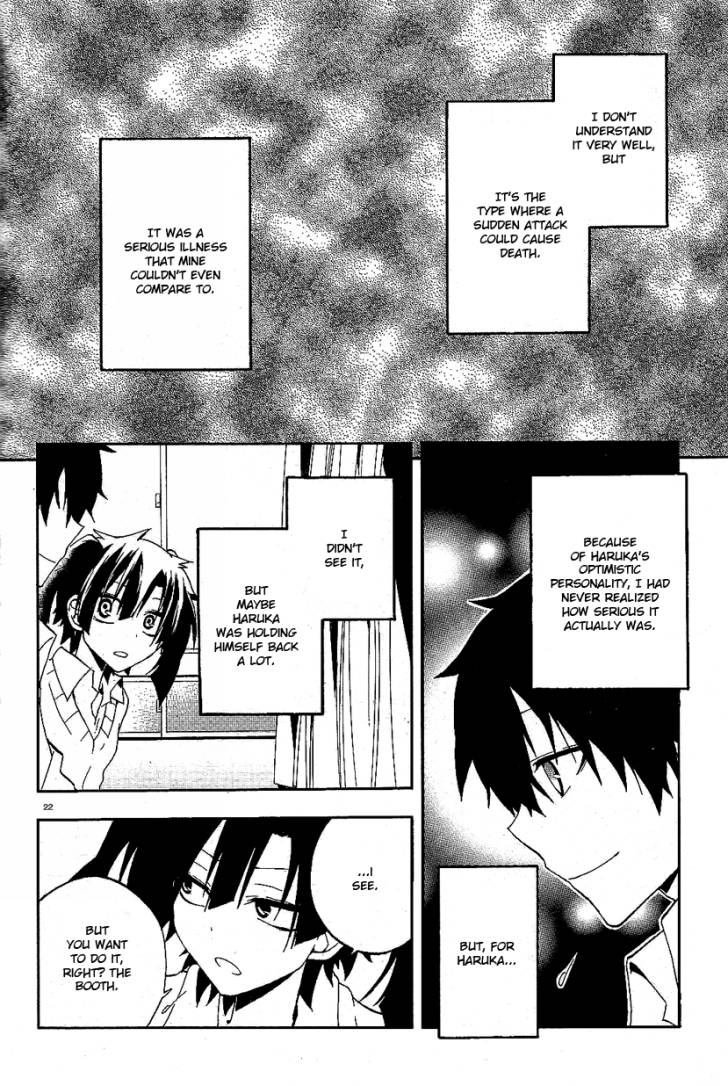 I DON'T
UNDERSTAND
IT VERY WELL,
BUT
IT'S THE
TYPE WHERE A
SUDDEN ATTACK
COULD CAUSE
DEATH.
IT WAS A
SERIOUS ILLNESS
THAT MINE
COULDN'T EVEN
COMPARE TO.
BECAUSE
OF HARUKA'S
OPTIMISTIC
PERSONALITY, I HAD
NEVER REALIZED
HOW SERIOUS IT
ACTUALLY WAS.
BUT, FOR
HARUKA...
I
DIDN'T
SEE IT,
BUT
MAYBE
HARUKA
WAS HOLDING
HIMSELF BACK
A LOT.
22
...I
SEE.
BUT
YOU WANT
TO DO IT,
RIGHT? THE
BOOTH.